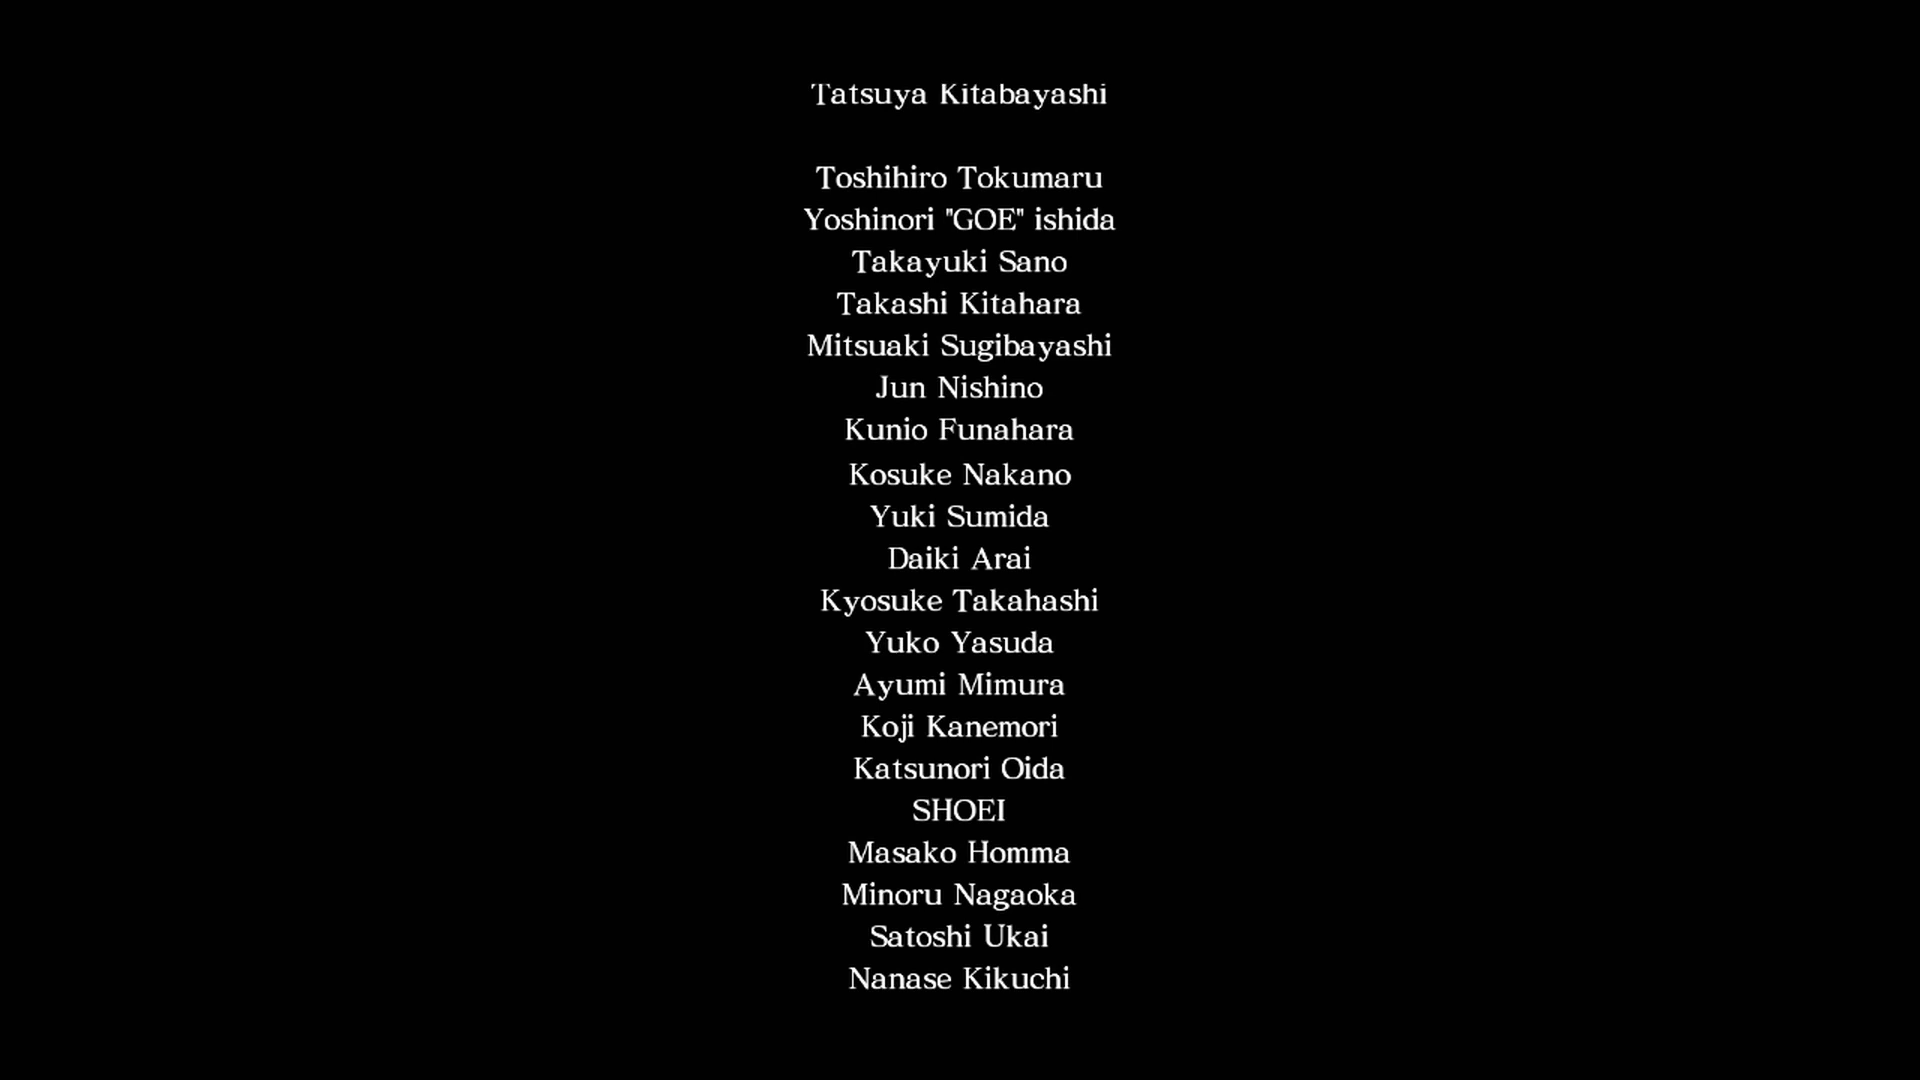 Tatsuya Kitabayashi
Toshihiro Tokumaru
Yoshinori "GOE" ishida
Takayuki Sano
Takashi Kitahara
Mitsuaki Sugibayashi
Jun Nishino
Kunio Funahara
Kosuke Nakano
Yuki Sumida
Daiki Arai
Kyosuke Takahashi
Yuko Yasuda
Ayumi Mimura
Koji Kanemori
Katsunori Oida
SHOEI
Masako Homma
Minoru Nagaoka
Satoshi Ukai
Nanase Kikuchi